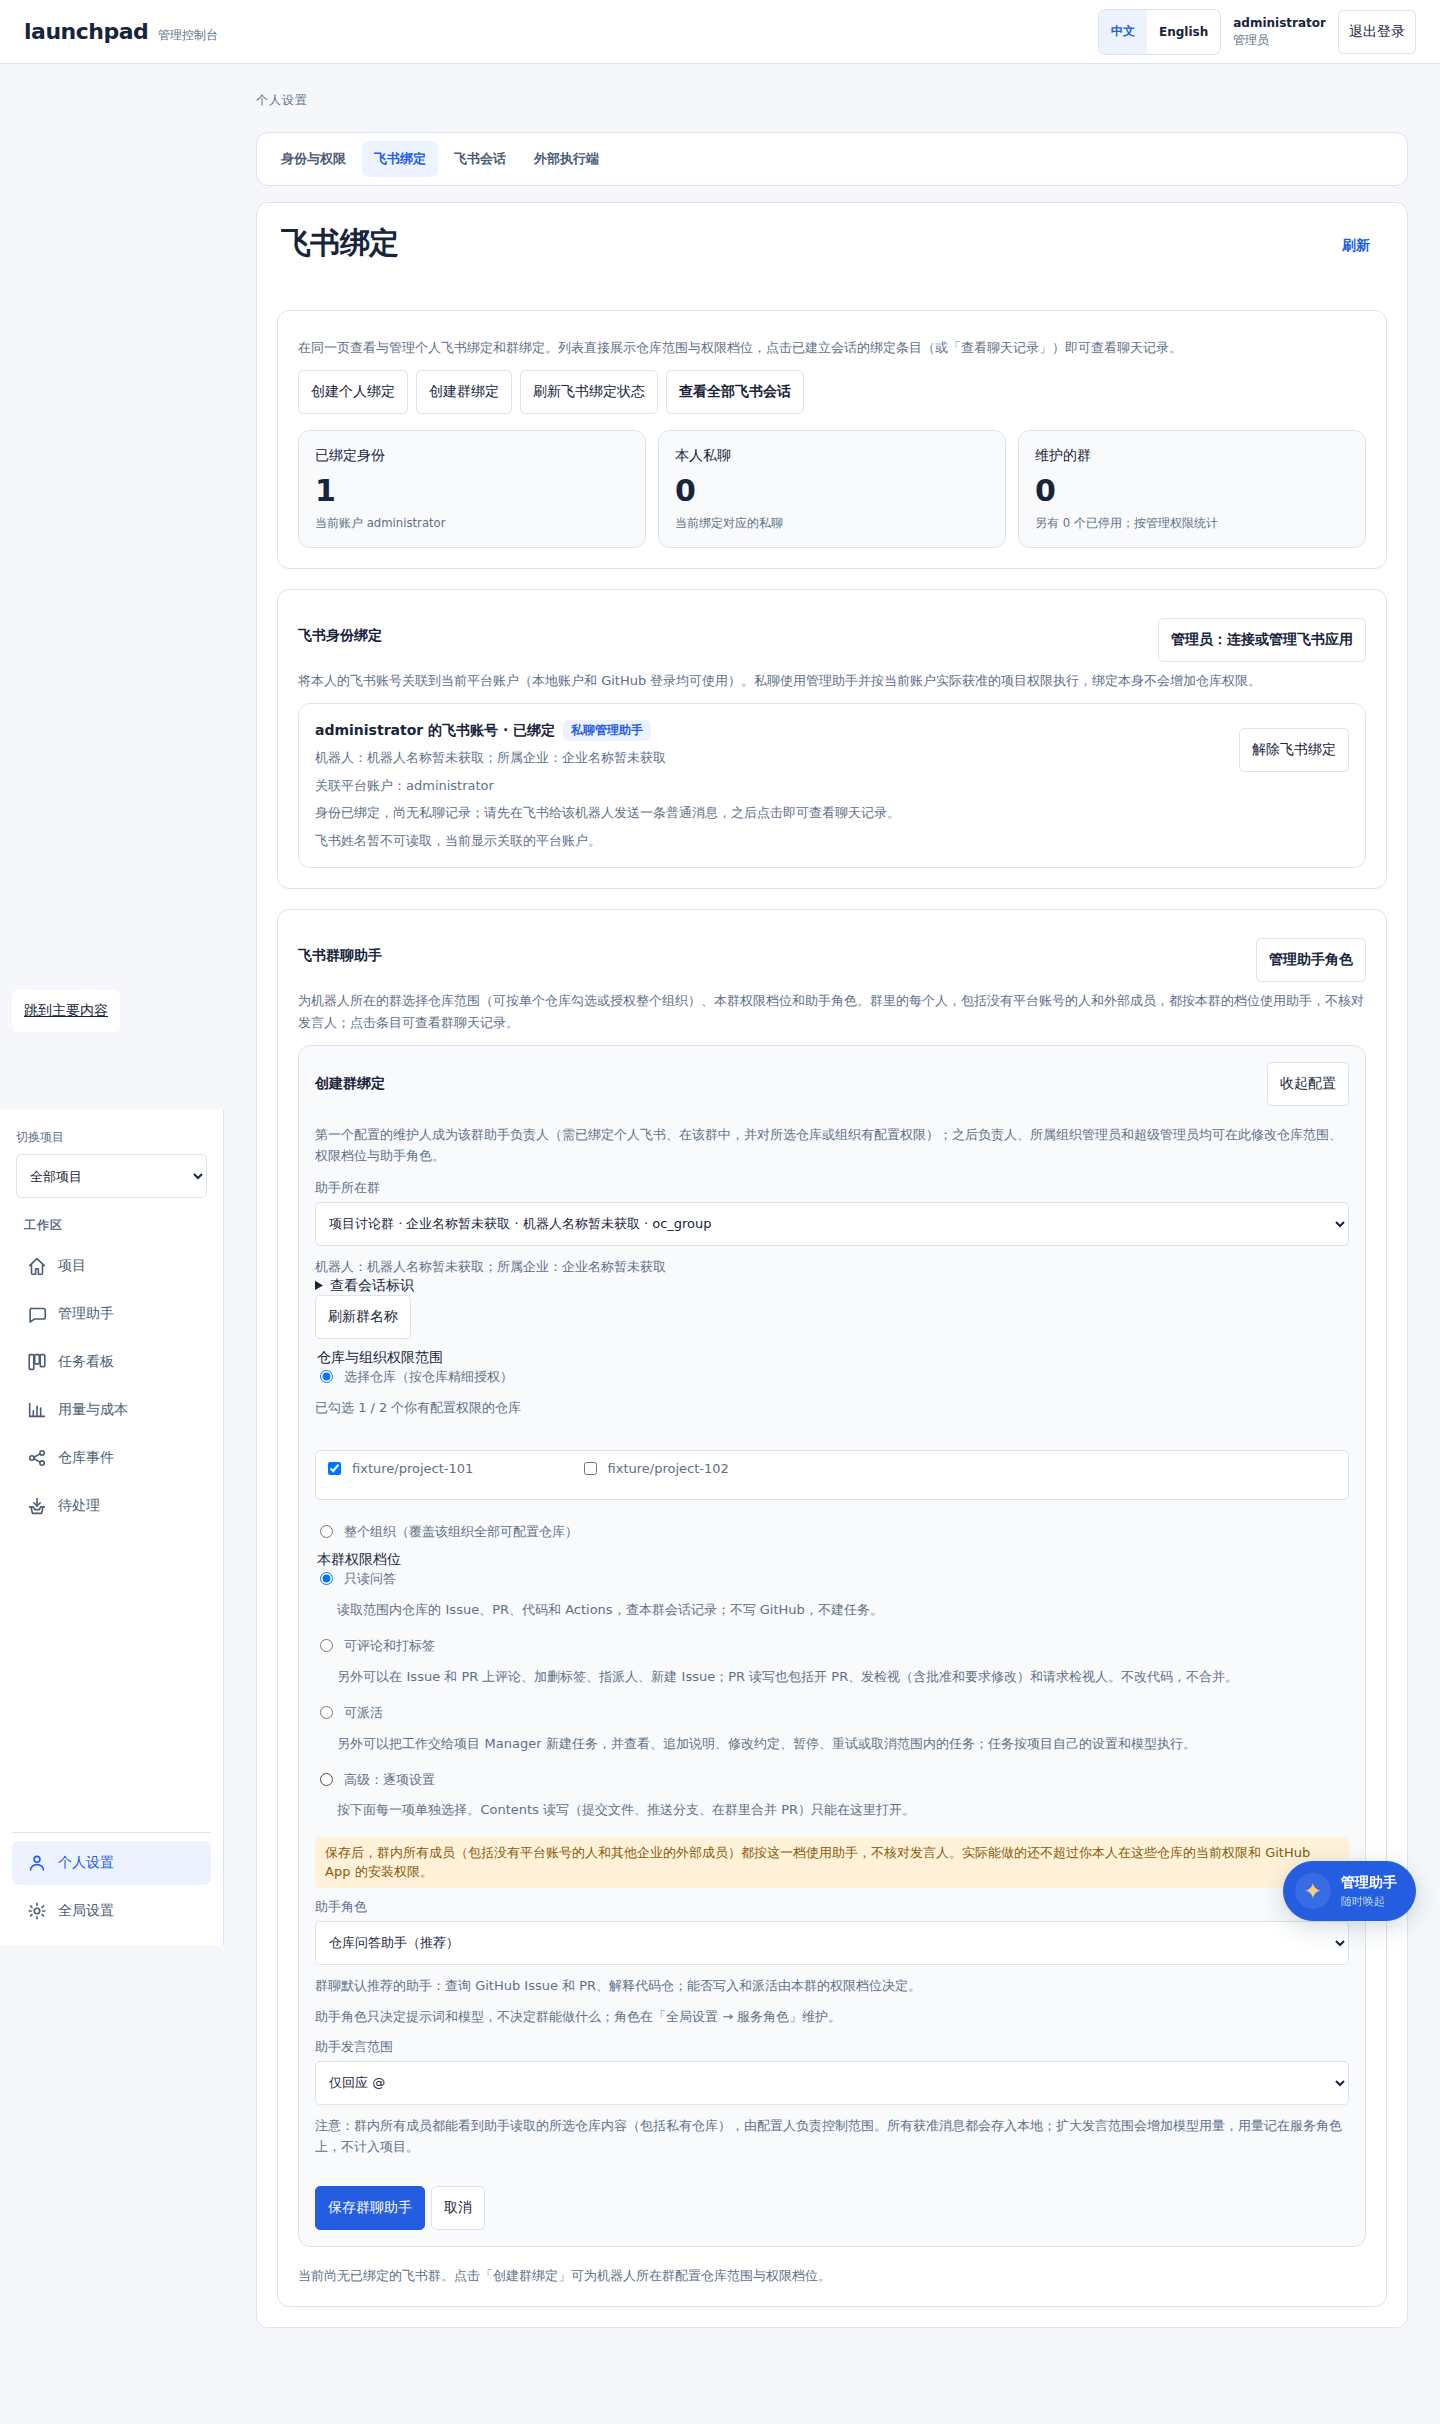 launchpad 管理控制台
中文 English
administrator
管理员
退出登录
个人设置
身份与权限 飞书绑定 飞书会话 外部执行端
飞书绑定
刷新
在同一页查看与管理个人飞书绑定和群绑定。列表直接展示仓库范围与权限档位，点击已建立会话的绑定条目（或「查看聊天记录」）即可查看聊天记录。
创建个人绑定 创建群绑定 刷新飞书绑定状态 查看全部飞书会话
已绑定身份
1
当前账户 administrator
本人私聊
0
当前绑定对应的私聊
维护的群
0
另有 0 个已停用；按管理权限统计
飞书身份绑定
管理员：连接或管理飞书应用
将本人的飞书账号关联到当前平台账户（本地账户和 GitHub 登录均可使用）。私聊使用管理助手并按当前账户实际获准的项目权限执行，绑定本身不会增加仓库权限。
administrator 的飞书账号 · 已绑定 私聊管理助手
机器人：机器人名称暂未获取；所属企业：企业名称暂未获取
关联平台账户：administrator
身份已绑定，尚无私聊记录；请先在飞书给该机器人发送一条普通消息，之后点击即可查看聊天记录。
飞书姓名暂不可读取，当前显示关联的平台账户。
解除飞书绑定
飞书群聊助手
管理助手角色
为机器人所在的群选择仓库范围（可按单个仓库勾选或授权整个组织）、本群权限档位和助手角色。群里的每个人，包括没有平台账号的人和外部成员，都按本群的档位使用助手，不核对
发言人；点击条目可查看群聊天记录。
创建群绑定
收起配置
第一个配置的维护人成为该群助手负责人（需已绑定个人飞书、在该群中，并对所选仓库或组织有配置权限）；之后负责人、所属组织管理员和超级管理员均可在此修改仓库范围、
权限档位与助手角色。
助手所在群
项目讨论群 · 企业名称暂未获取 · 机器人名称暂未获取 · oc_group
机器人：机器人名称暂未获取；所属企业：企业名称暂未获取
查看会话标识
刷新群名称
仓库与组织权限范围
选择仓库（按仓库精细授权）
已勾选 1 / 2 个你有配置权限的仓库
fixture/project-101 fixture/project-102
整个组织（覆盖该组织全部可配置仓库）
本群权限档位
只读问答
读取范围内仓库的 Issue、PR、代码和 Actions，查本群会话记录；不写 GitHub，不建任务。
可评论和打标签
另外可以在 Issue 和 PR 上评论、加删标签、指派人、新建 Issue；PR 读写也包括开 PR、发检视（含批准和要求修改）和请求检视人。不改代码，不合并。
可派活
另外可以把工作交给项目 Manager 新建任务，并查看、追加说明、修改约定、暂停、重试或取消范围内的任务；任务按项目自己的设置和模型执行。
高级：逐项设置
按下面每一项单独选择。Contents 读写（提交文件、推送分支、在群里合并 PR）只能在这里打开。
保存后，群内所有成员（包括没有平台账号的人和其他企业的外部成员）都按这一档使用助手，不核对发言人。实际能做的还不超过你本人在这些仓库的当前权限和 GitHub
App 的安装权限。
助手角色
仓库问答助手（推荐）
群聊默认推荐的助手：查询 GitHub Issue 和 PR、解释代码仓；能否写入和派活由本群的权限档位决定。
助手角色只决定提示词和模型，不决定群能做什么；角色在「全局设置 → 服务角色」维护。
助手发言范围
仅回应 @
注意：群内所有成员都能看到助手读取的所选仓库内容（包括私有仓库），由配置人负责控制范围。所有获准消息都会存入本地；扩大发言范围会增加模型用量，用量记在服务角色
上，不计入项目。
保存群聊助手 取消
当前尚无已绑定的飞书群。点击「创建群绑定」可为机器人所在群配置仓库范围与权限档位。
跳到主要内容
切换项目
全部项目
工作区
项目
管理助手
任务看板
用量与成本
仓库事件
待处理
个人设置
全局设置
管理助手
随时唤起